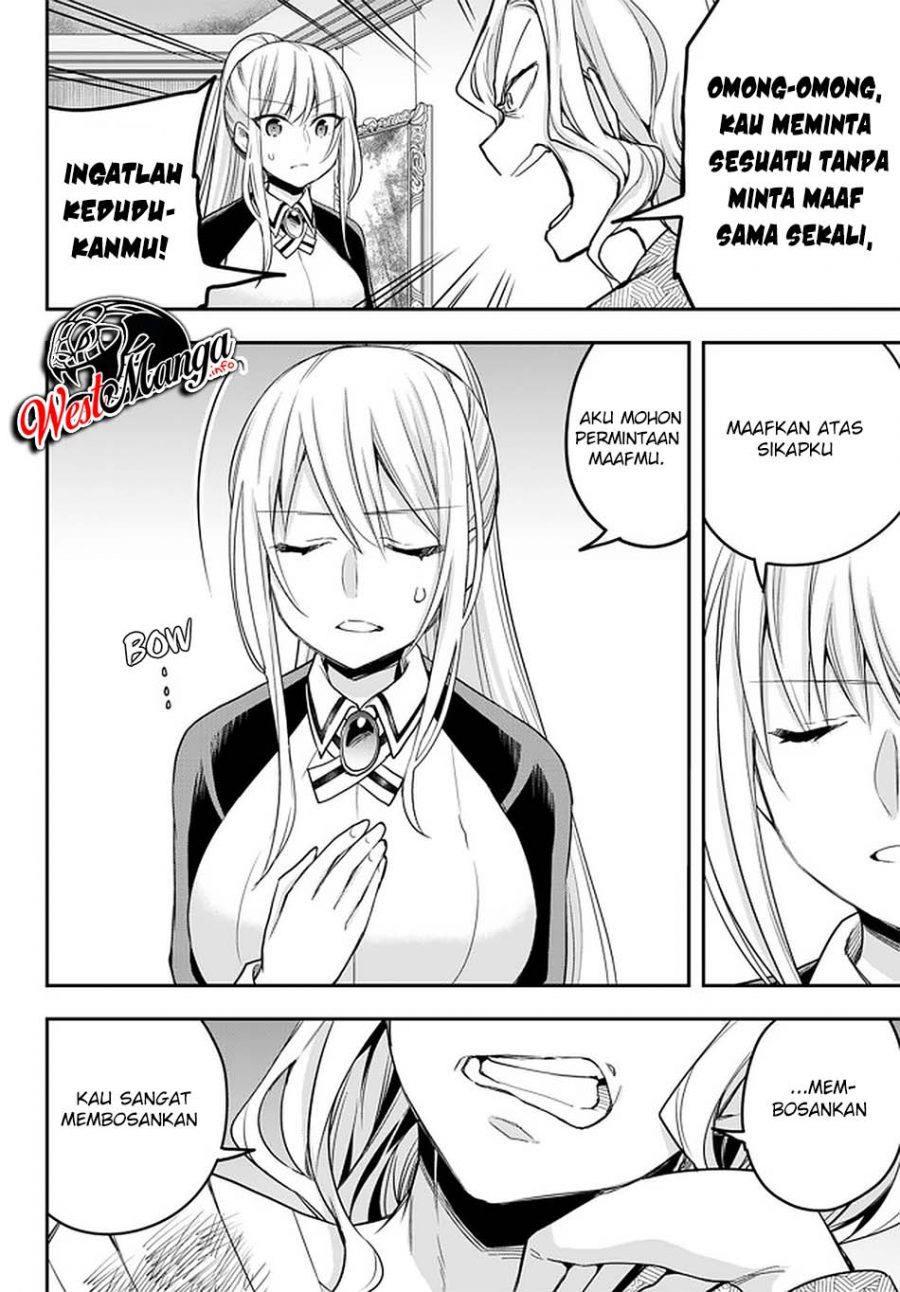 OMONG-OMONG,
KAU MEMINTA
SESUATU TANPA
MINTA MAAF
SAMA SEKALI,
INGATLAH
KEDUDU-
KANMU!
WestManga
.info
MAAFKAN ATAS
SIKAPKU
AKU MOHON
PERMINTAAN
MAAFMU.
BOW
....
...MEM-
BOSANKAN
KAU SANGAT
MEMBOSANKAN